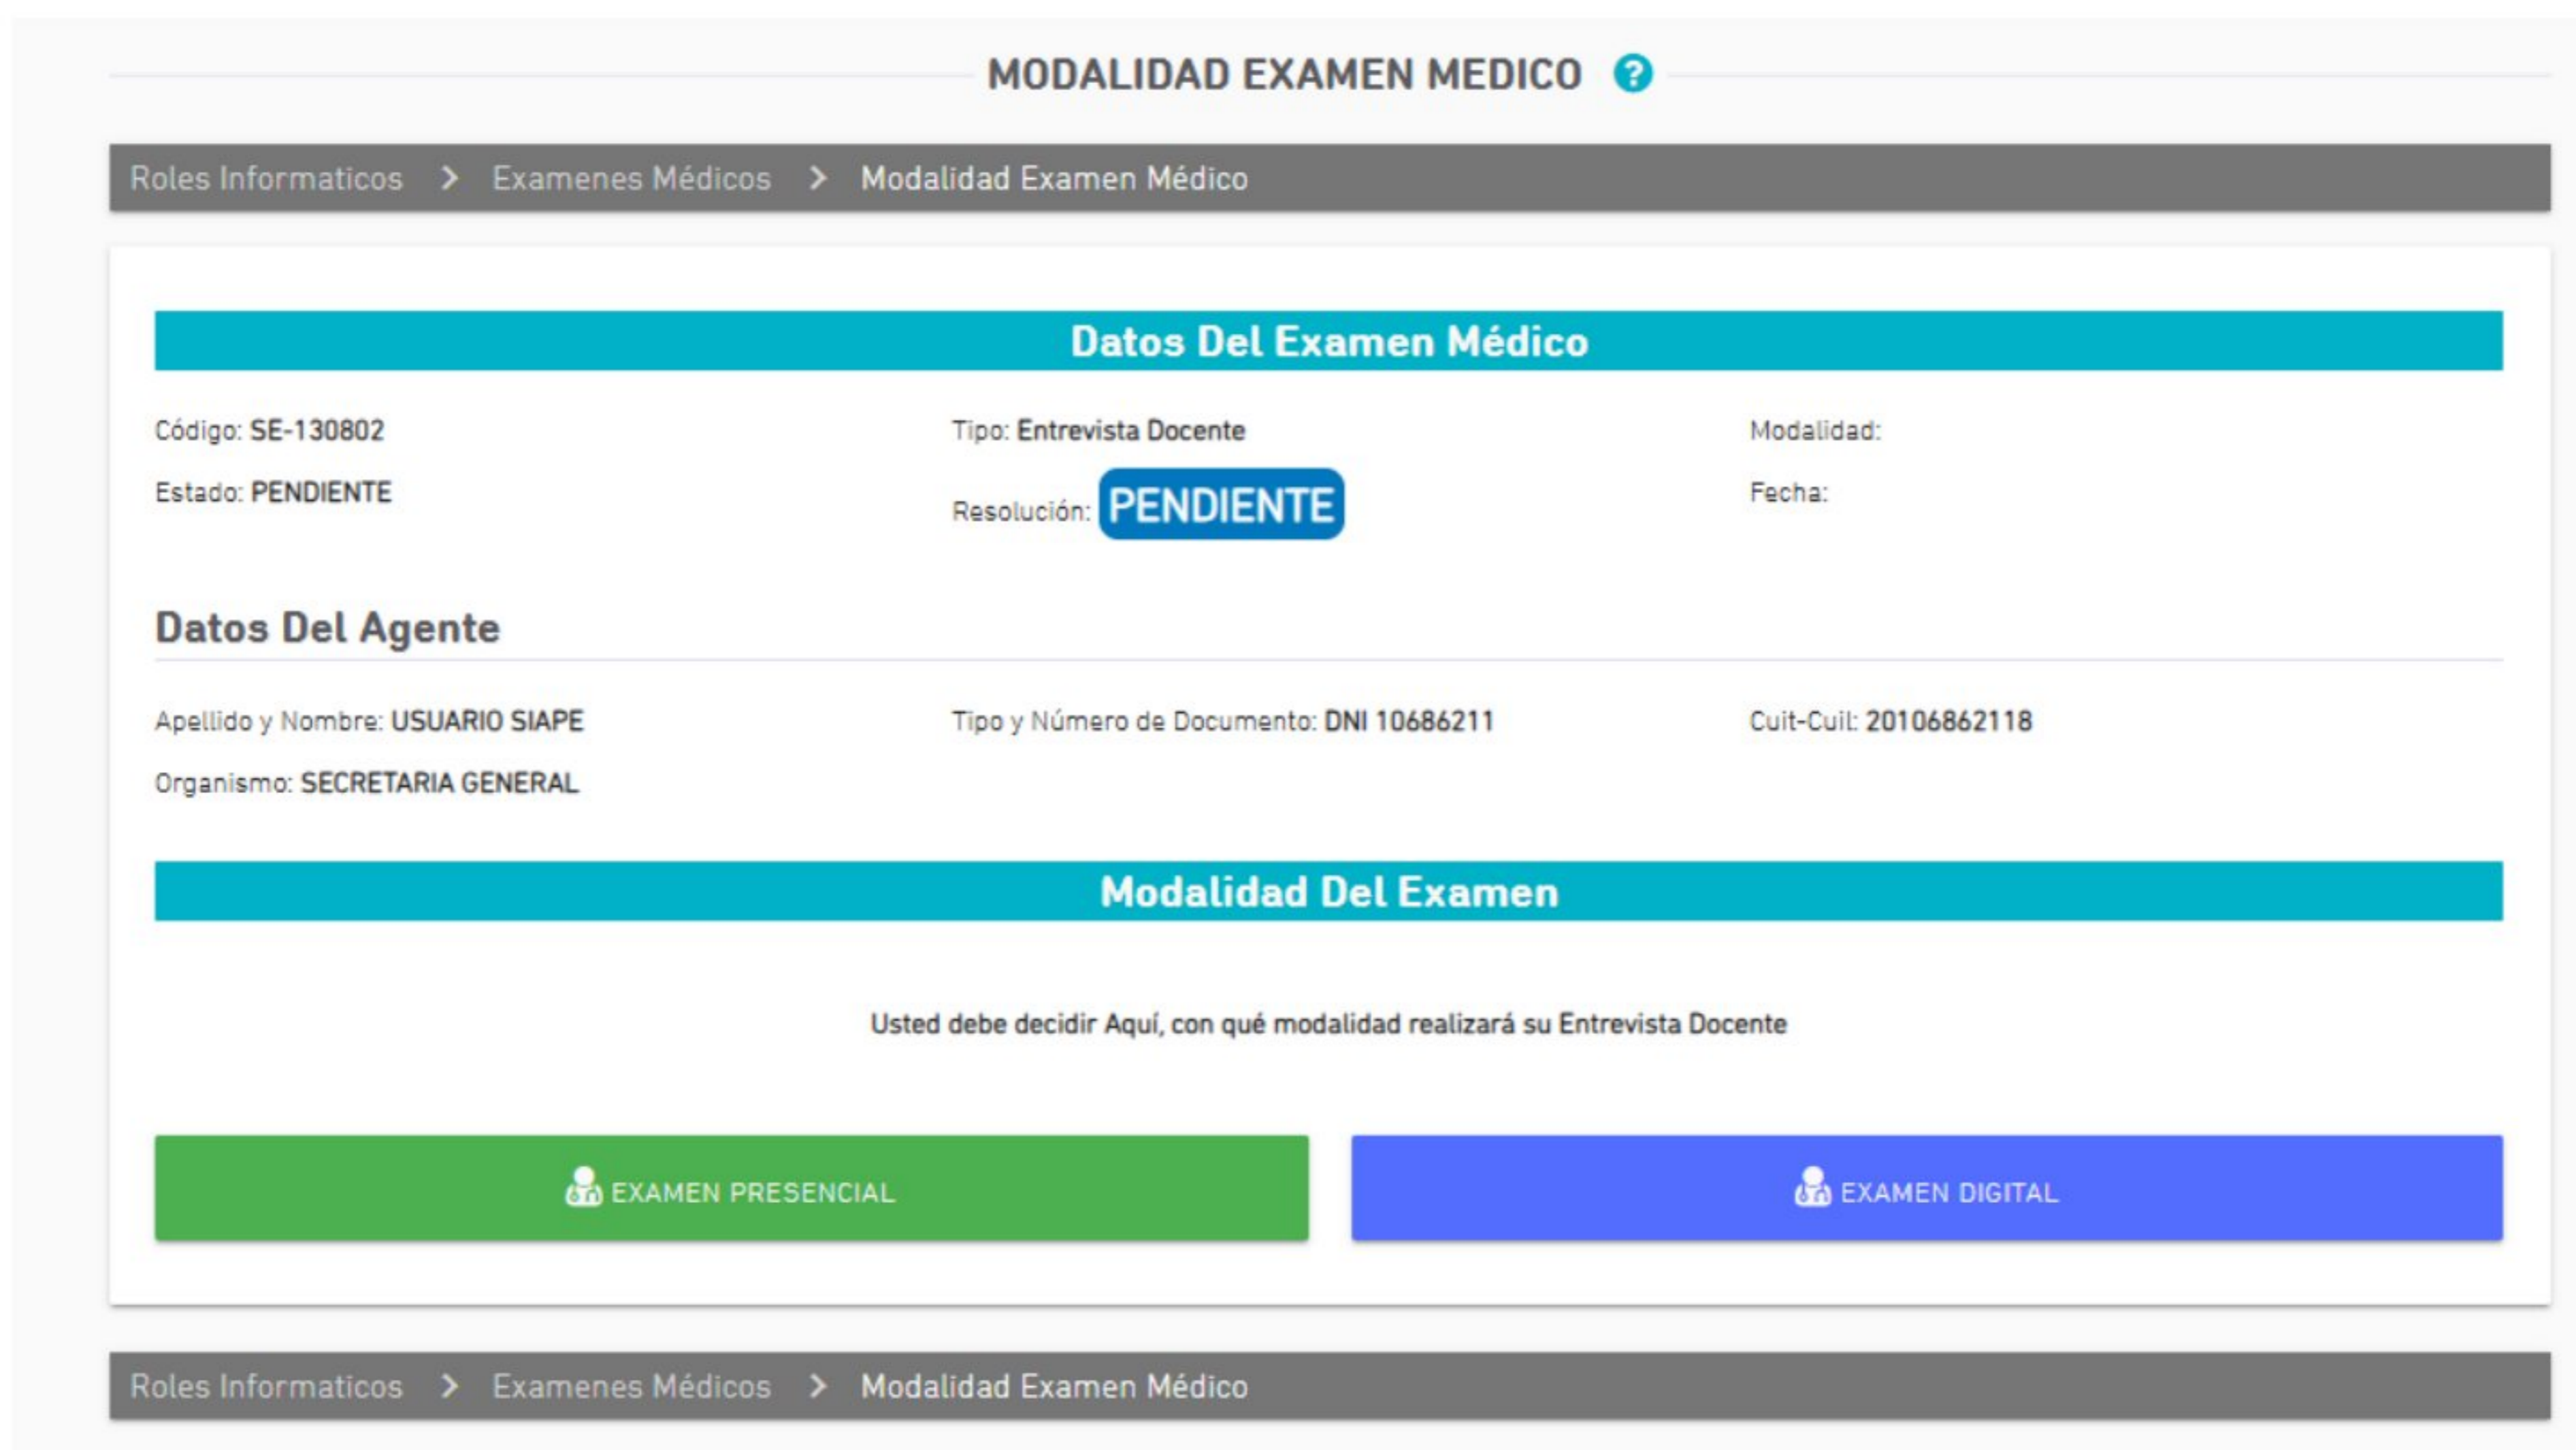 MODALIDAD EXAMEN MEDICO ?
Roles Informaticos > Examenes Médicos > Modalidad Examen Médico
Datos Del Examen Médico
Código: SE-130802 Tipo: Entrevista Docente Modalidad:
Estado: PENDIENTE Resolución: PENDIENTE Fecha:
Datos Del Agente
Apellido y Nombre: USUARIO SIAPE Tipo y Número de Documento: DNI 10686211 Cuit-Cuil: 20106862118
Organismo: SECRETARIA GENERAL
Modalidad Del Examen
Usted debe decidir Aquí, con qué modalidad realizará su Entrevista Docente
EXAMEN PRESENCIAL EXAMEN DIGITAL
Roles Informaticos > Examenes Médicos > Modalidad Examen Médico